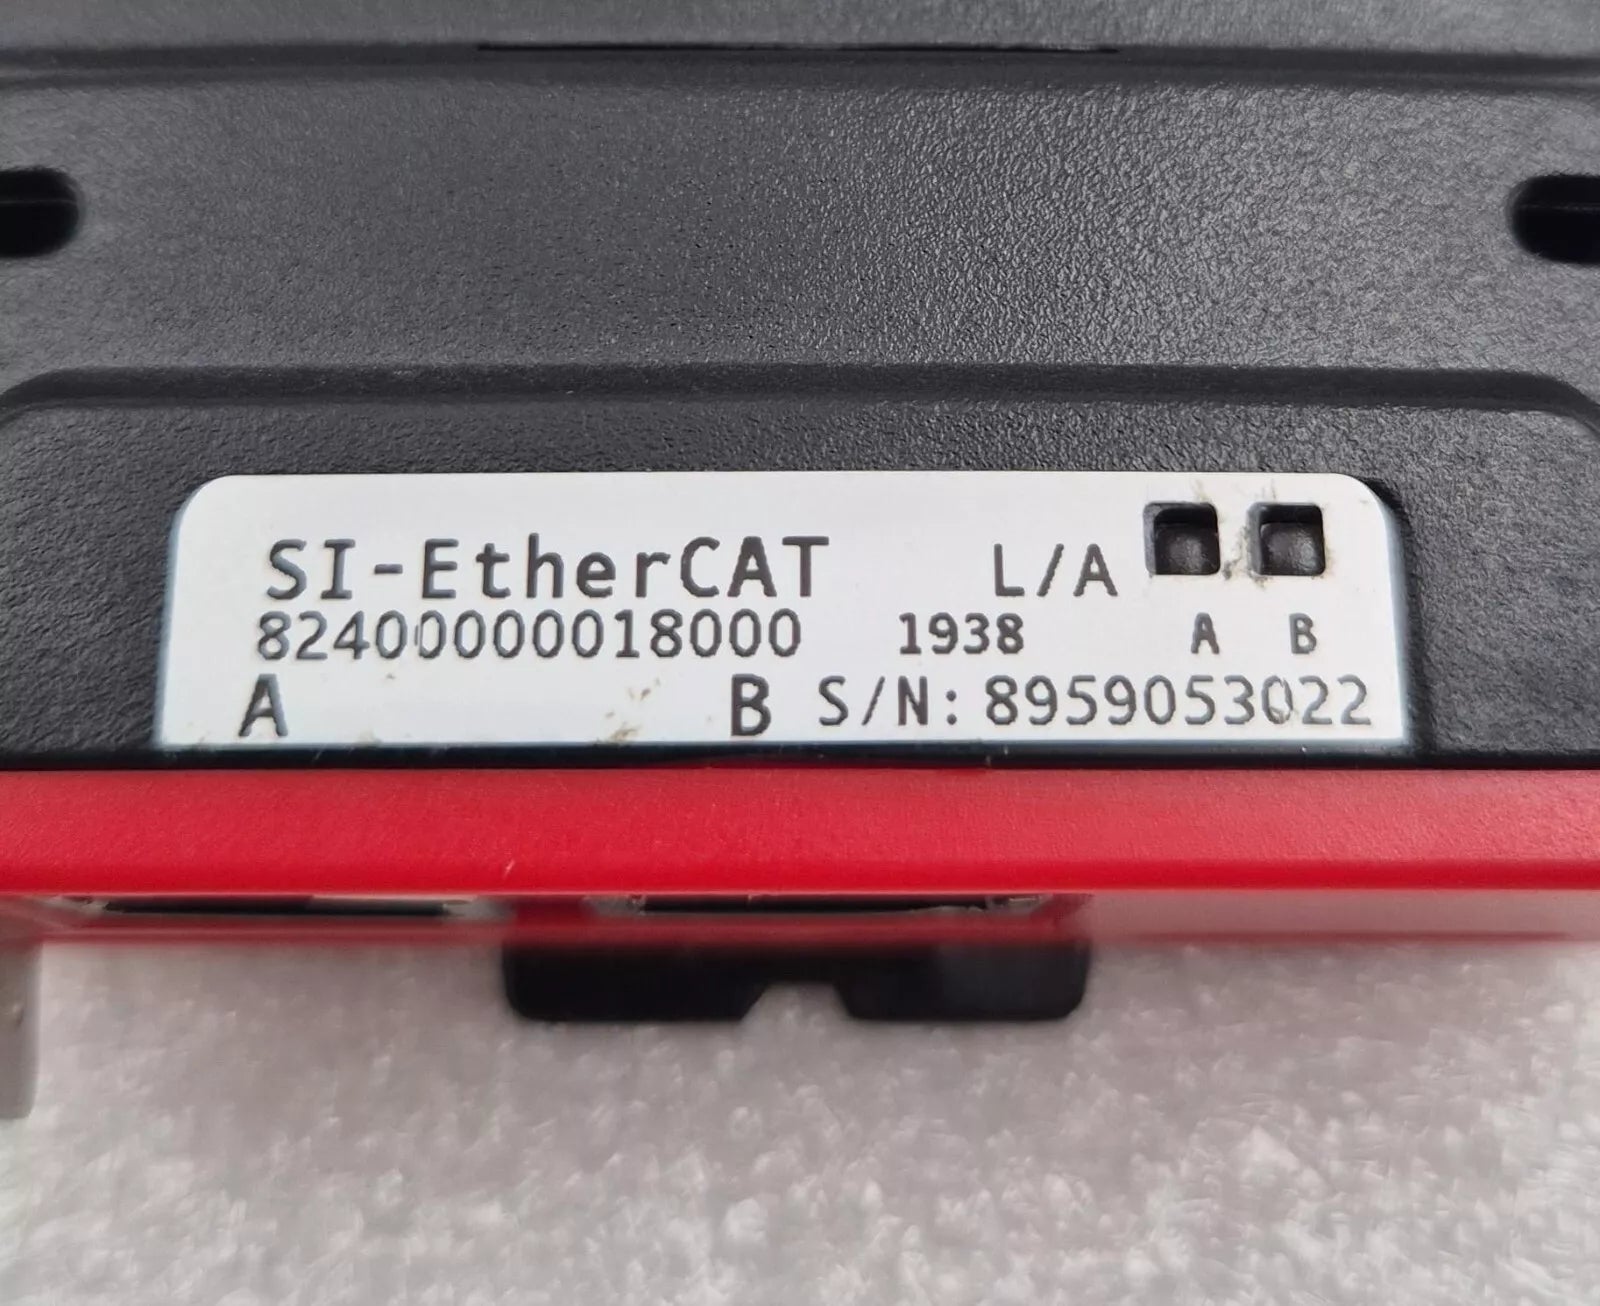 SI-EtherCAT L/A
82400000018000 1938 A B
A B S/N:8959053022